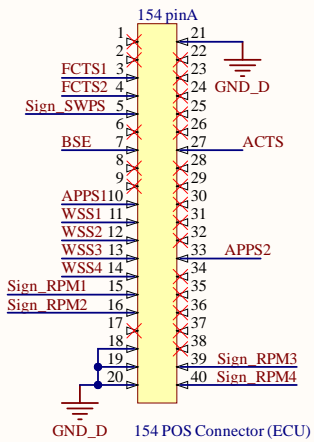 154 pinA
1 21
2 22
FCTS1 3 23
FCTS2 4 24 GND_D
Sign_SWPS 5 25
6 26
BSE 7 27 ACTS
8 28
9 29
APPS1 10 30
WSS1 11 31
WSS2 12 32
WSS3 13 33 APPS2
WSS4 14 34
Sign_RPM1 15 35
Sign_RPM2 16 36
17 37
18 38
19 39 Sign_RPM3
20 40 Sign_RPM4
GND_D 154 POS Connector (ECU)